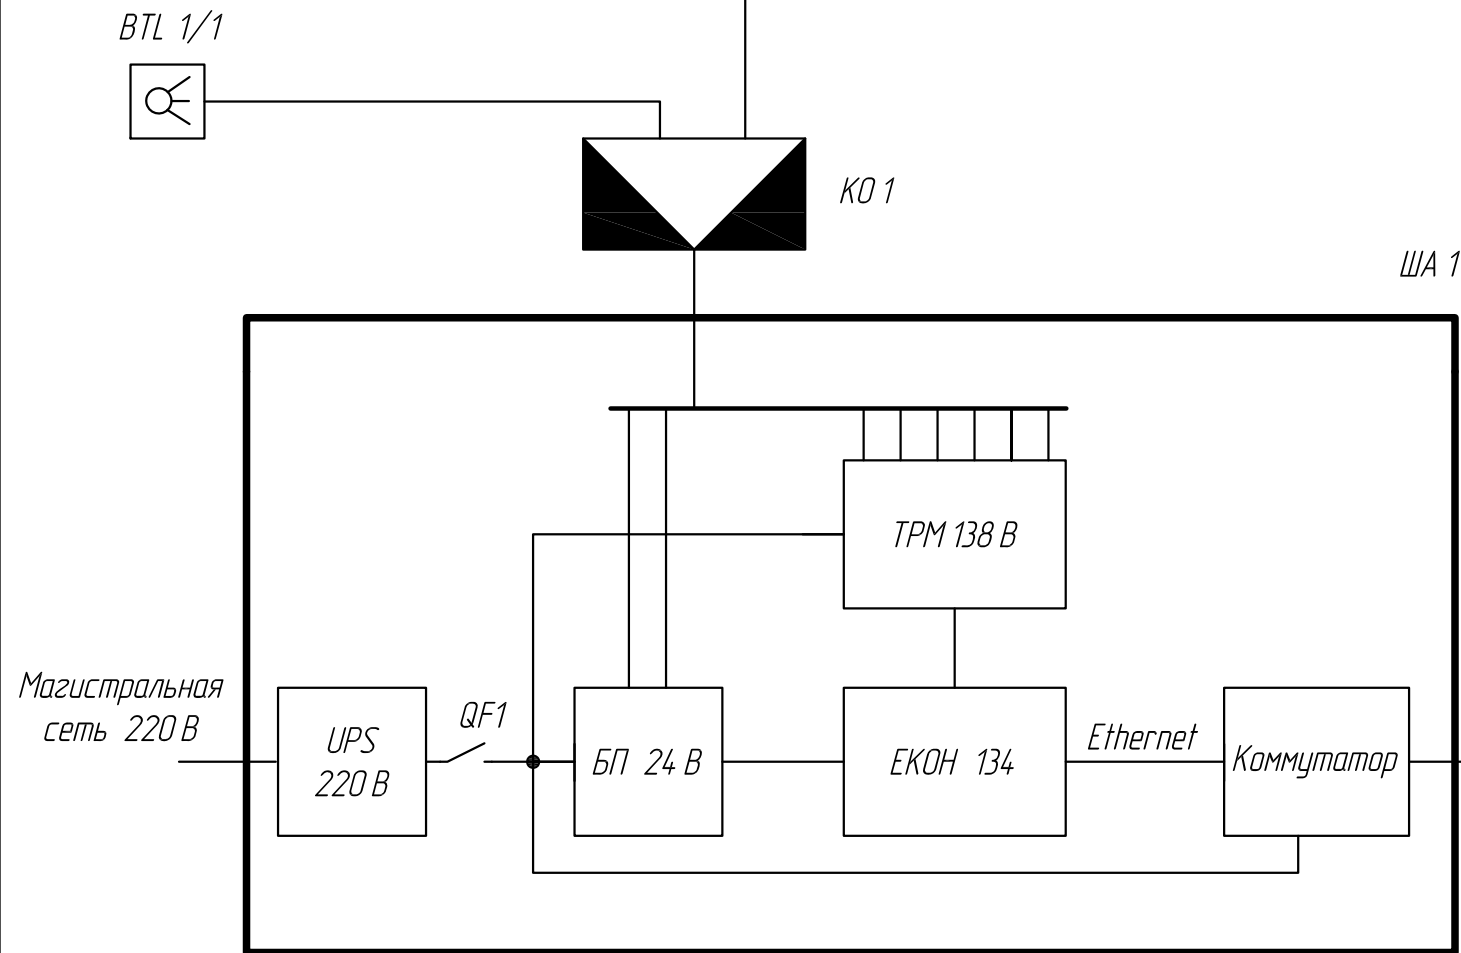 BTL 1/1
КО 1
ША 1
ТРМ 138 В
Магистральная
сеть 220 В
UPS
220 В
QF1
БП 24 В
ЕКОН 134
Ethernet
Коммутатор